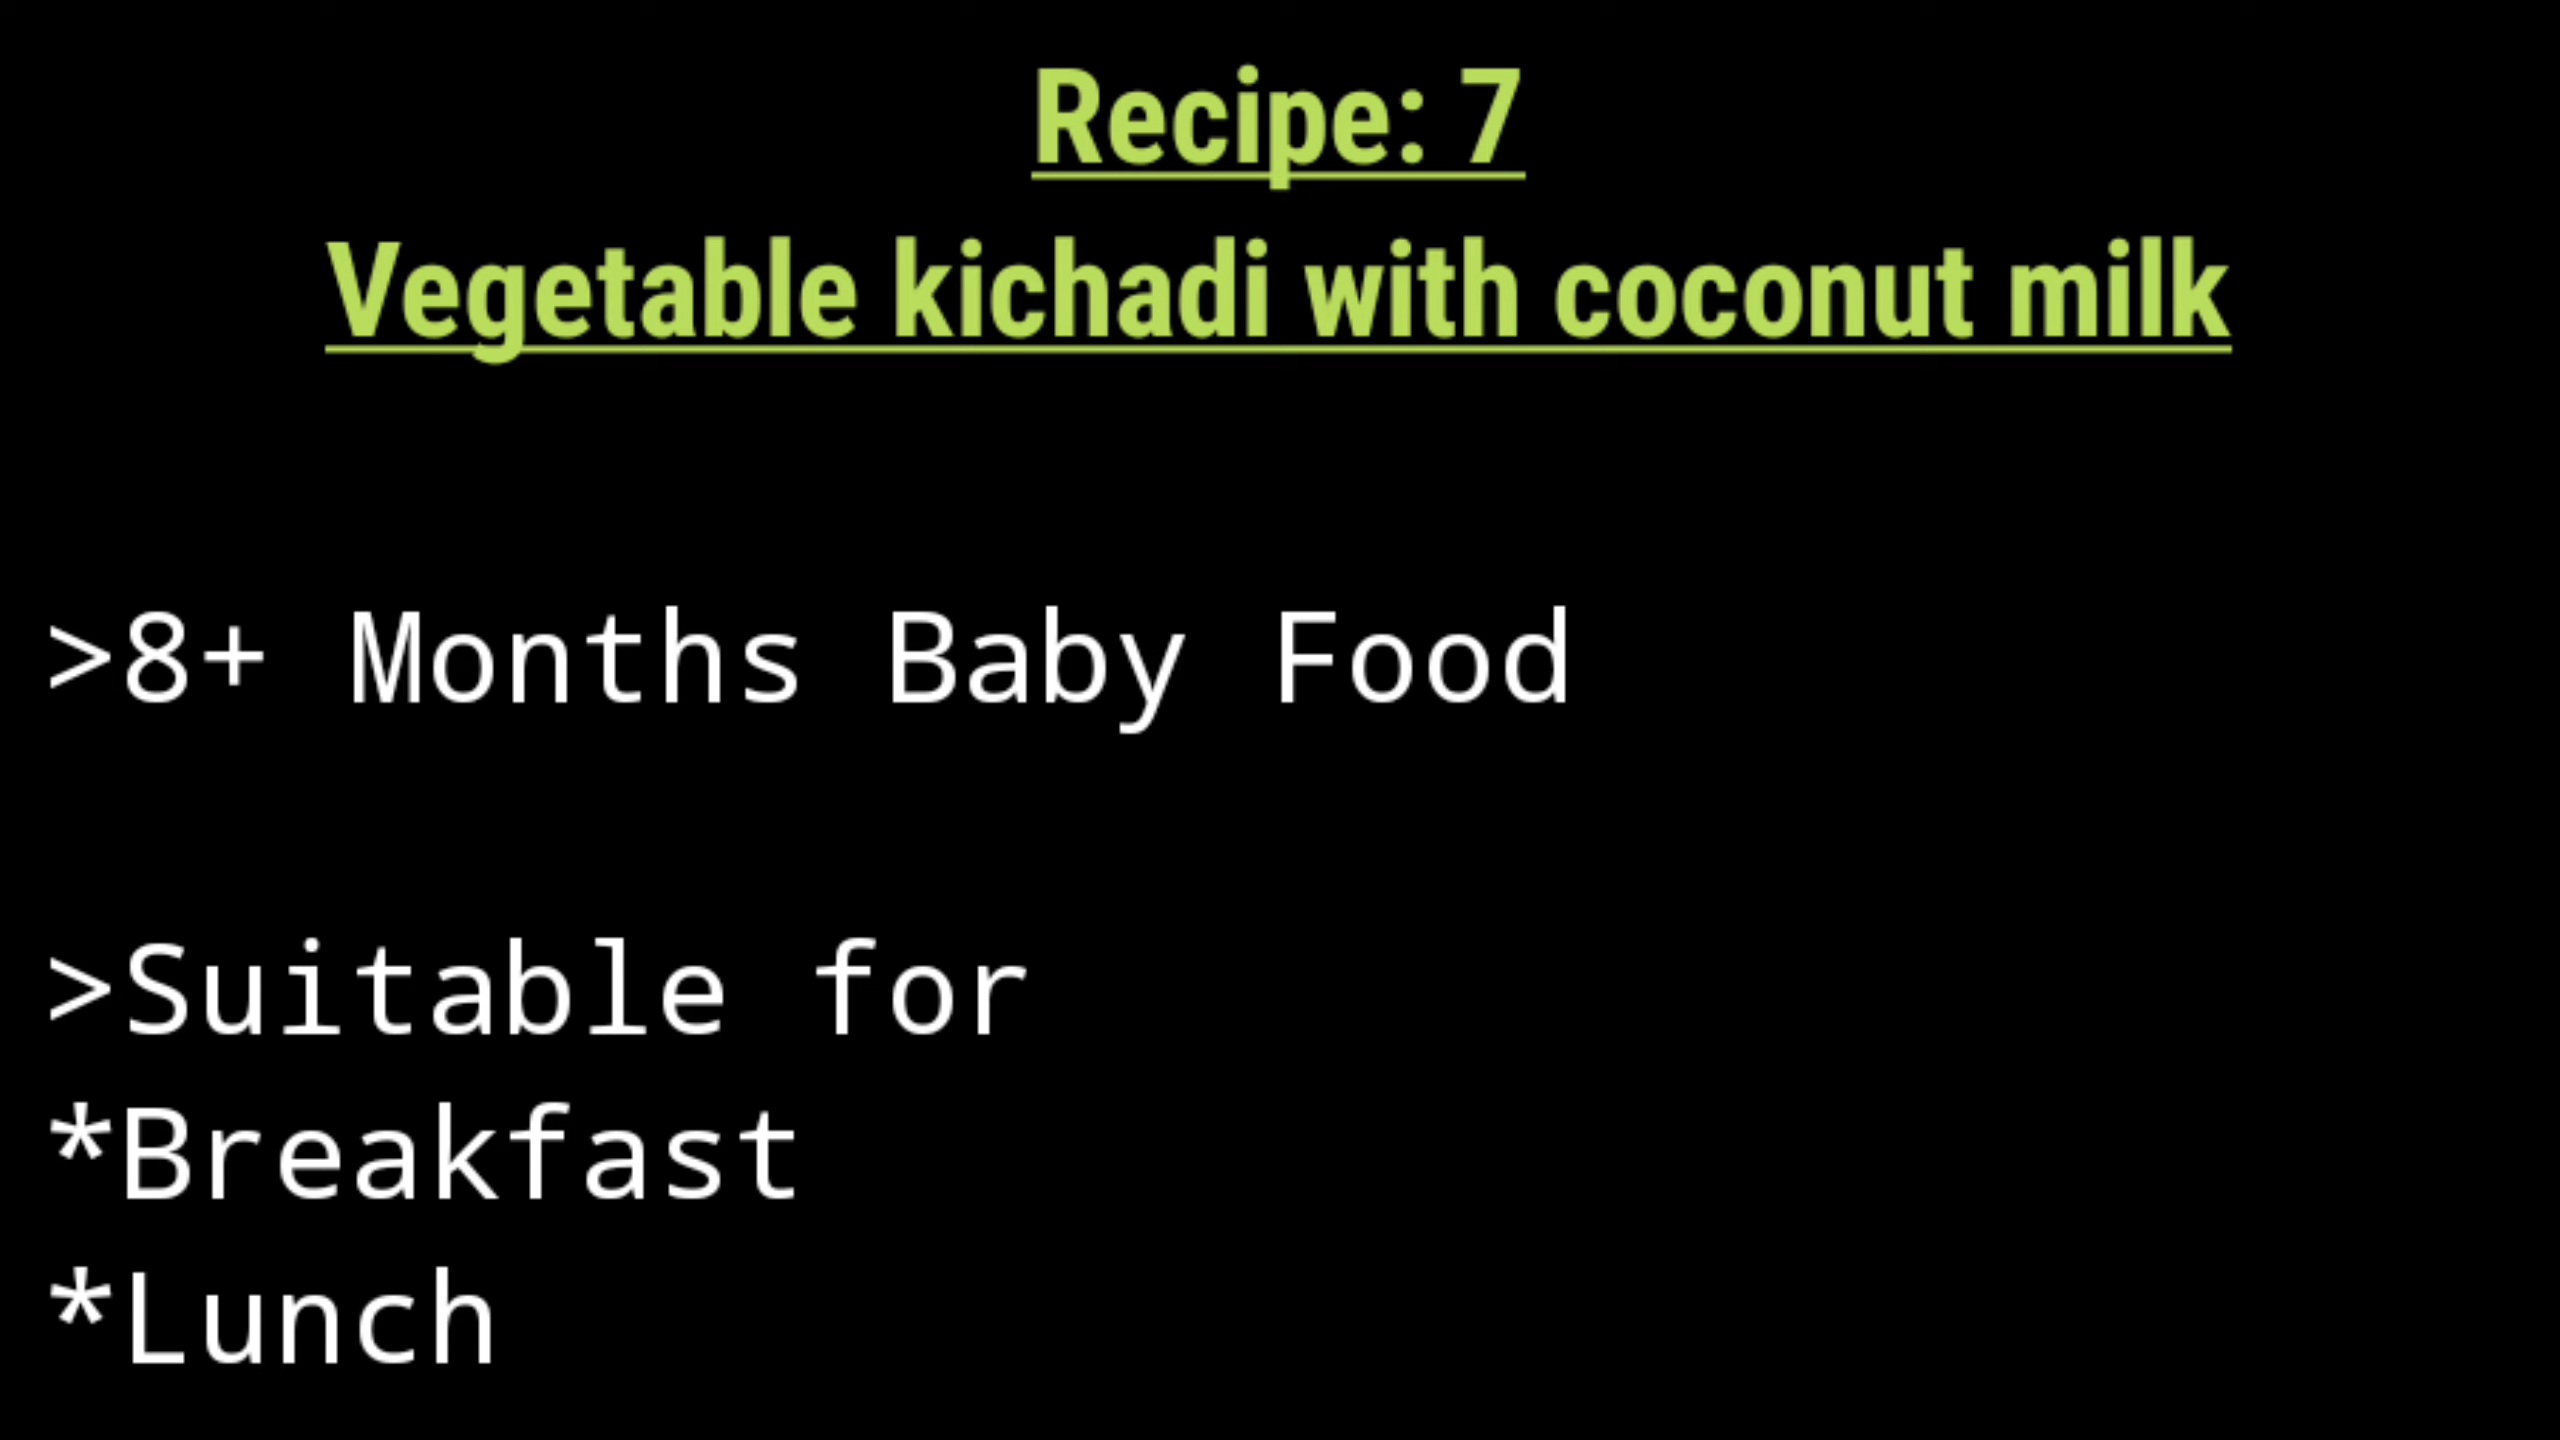 Recipe: 7
Vegetable kichadi with coconut milk
>8+ Months Baby Food
>Suitable for
*Breakfast
*Lunch